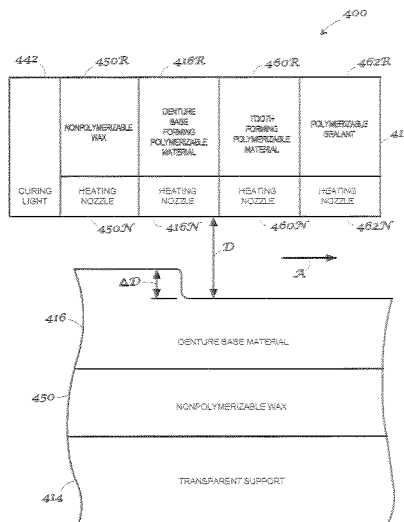 400
442
450R
416R
460R
462R
NONPOLYMERIZABLE WAX
DENTURE BASE FORMING POLYMERIZABLE MATERIAL
TOOTH FORMING POLYMERIZABLE MATERIAL
POLYMERIZABLE SEALANT
41
CURING LIGHT
HEATING NOZZLE
HEATING NOZZLE
HEATING NOZZLE
HEATING NOZZLE
450N
416N
460N
462N
D
A
ΔD
416
DENTURE BASE MATERIAL
450
NONPOLYMERIZABLE WAX
414
TRANSPARENT SUPPORT